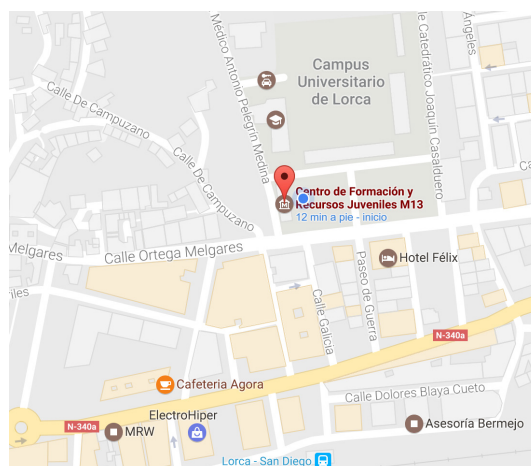 Médico Antonio Pelegrín Medina
Calle Catedrático Joaquín Casalduero
Ángeles
Campus
Universitario
de Lorca
Calle De Campuzano
Calle De Campuzano
Centro de Formación y
Recursos Juveniles M13
12 min a pie - inicio
Melgares
Calle Ortega Melgares
Hotel Félix
Calle Galicia
Paseo de Guerra
N-340a
Cafeteria Agora
Calle Dolores Blaya Cueto
ElectroHiper
N-340a
MRW
Asesoría Bermejo
Lorca - San Diego